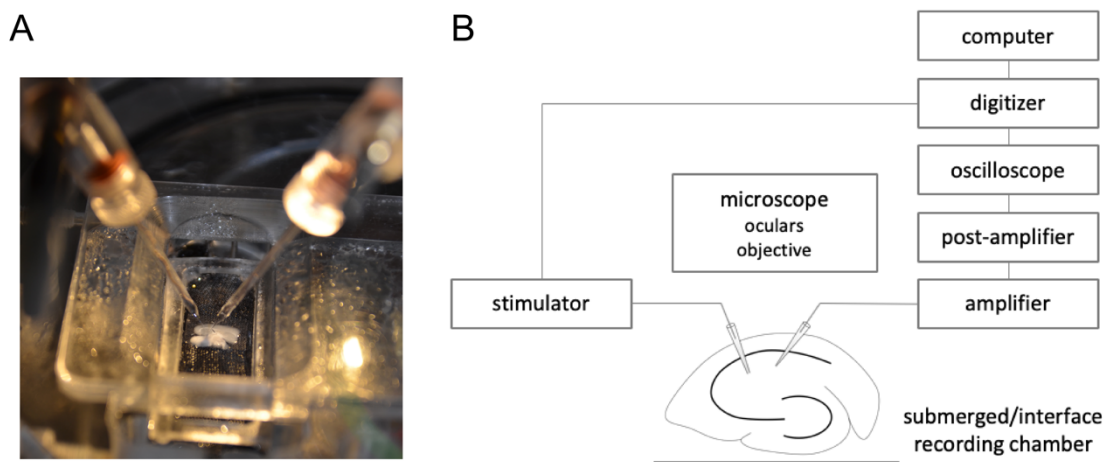 A
B
computer
digitizer
oscilloscope
microscope
oculars
objective
post-amplifier
stimulator
amplifier
submerged/interface
recording chamber